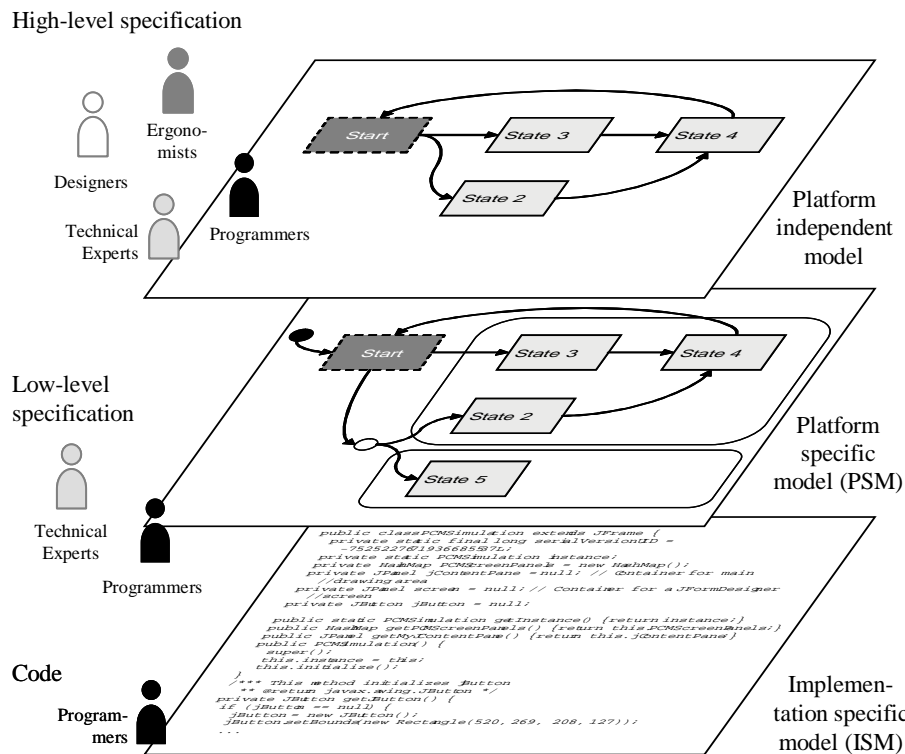 High-level specification
Ergono-
mists
Designers
Technical
Experts
Programmers
Start
State 3
State 4
State 2
Platform
independent
model
Low-level
specification
Technical
Experts
Programmers
Start
State 3
State 4
State 2
State 5
Platform
specific
model (PSM)
public class PCMSimulation extends JFrame {
private static final long serialVersionUID =
private static PCMSimulation instance;
private HashMap PCMScreenPanels = new HashMap();
private JPanel jContentPane = null; // Container for main
//drawing area
private JPanel screen = null; // Container for a JFormDesigner
//screen
private JButton jButton = null;
public static PCMSimulation getInstance() {return instance;}
public HashMap getPCMScreenPanels() {return this.PCMScreenPanels;}
public JPanel getMyJContentPane() {return this.jContentPane}
public PCMSimulation() {
super();
this.instance = this;
this.initialize();
}
/*** This method initializes jButton
** @return javax.swing.JButton */
private JButton getJButton() {
if (jButton == null) {
jButton = new JButton();
jButton.setBounds(new Rectangle(520, 269, 208, 127));
...
Code
Program-
mers
Implemen-
tation specific
model (ISM)